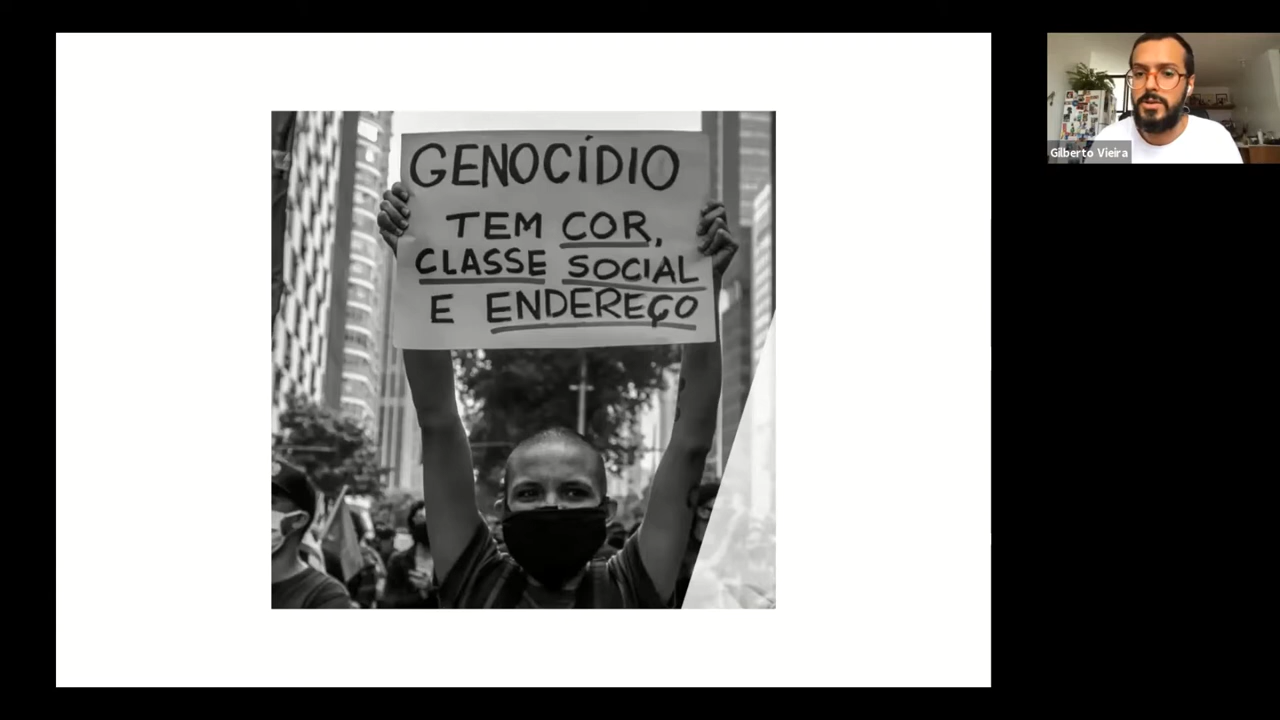 GENOCÍDIO
TEM COR,
CLASSE SOCIAL
E ENDEREÇO
Gilberto Vieira